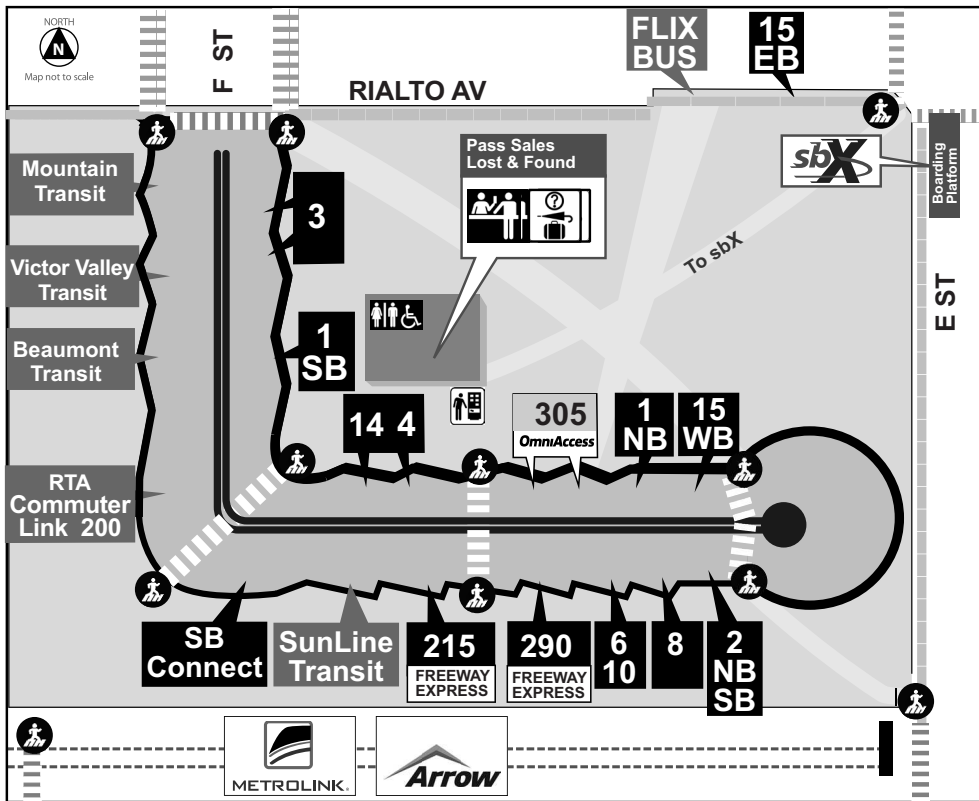 NORTH
N
Map not to scale
F ST
RIALTO AV
FLIX
BUS
15
EB
sbX
Boarding
Platform
E ST
Mountain
Transit
Victor Valley
Transit
Beaumont
Transit
RTA
Commuter
Link 200
3
1
SB
Pass Sales
Lost & Found
?
To sbX
14
4
305
OmniAccess
1
NB
15
WB
SB
Connect
SunLine
Transit
215
FREEWAY
EXPRESS
290
FREEWAY
EXPRESS
6
10
8
2
NB
SB
METROLINK.
Arrow